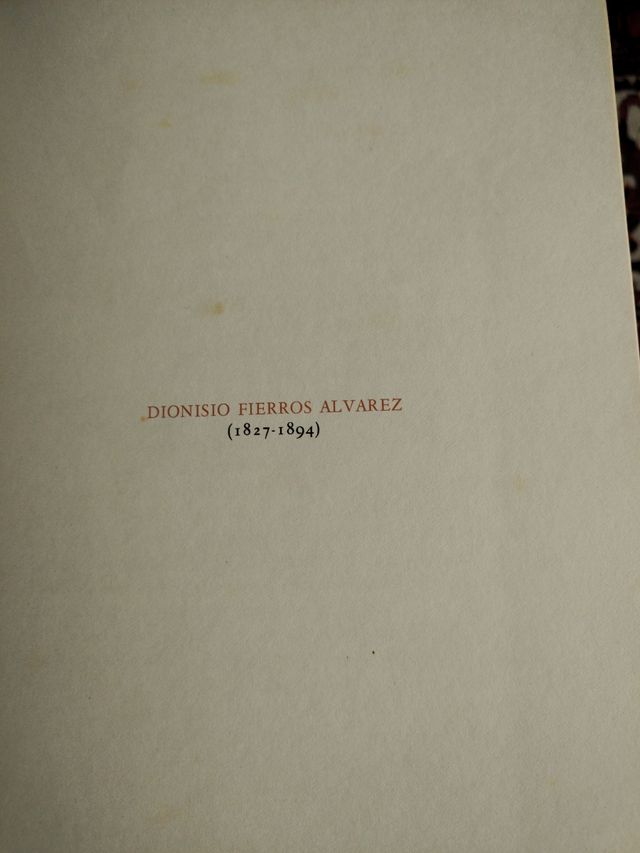 DIONISIO FIERROS ALVAREZ
(1827-1894)